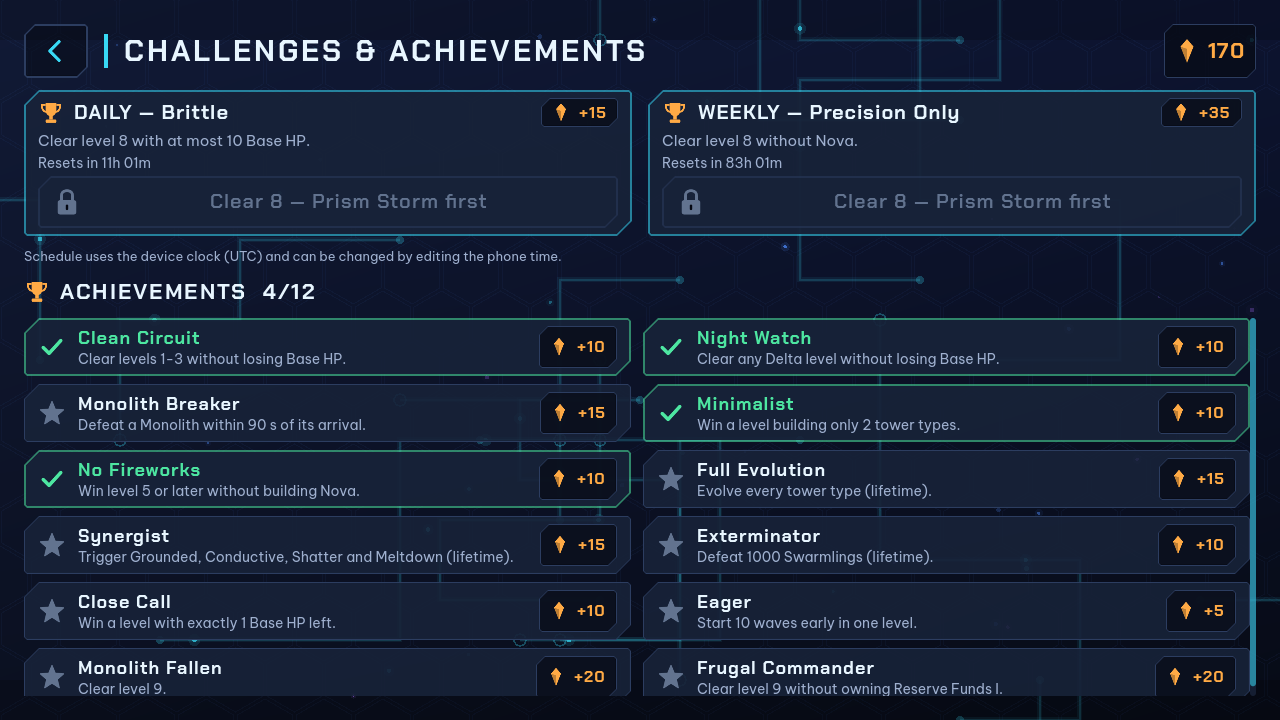 CHALLENGES & ACHIEVEMENTS
170
DAILY — Brittle
+15
Clear level 8 with at most 10 Base HP.
Resets in 11h 01m
Clear 8 — Prism Storm first
WEEKLY — Precision Only
+35
Clear level 8 without Nova.
Resets in 83h 01m
Clear 8 — Prism Storm first
Schedule uses the device clock (UTC) and can be changed by editing the phone time.
ACHIEVEMENTS 4/12
Clean Circuit
Clear levels 1-3 without losing Base HP.
+10
Night Watch
Clear any Delta level without losing Base HP.
+10
Monolith Breaker
Defeat a Monolith within 90 s of its arrival.
+15
Minimalist
Win a level building only 2 tower types.
+10
No Fireworks
Win level 5 or later without building Nova.
+10
Full Evolution
Evolve every tower type (lifetime).
+15
Synergist
Trigger Grounded, Conductive, Shatter and Meltdown (lifetime).
+15
Exterminator
Defeat 1000 Swarmlings (lifetime).
+10
Close Call
Win a level with exactly 1 Base HP left.
+10
Eager
Start 10 waves early in one level.
+5
Monolith Fallen
Clear level 9.
+20
Frugal Commander
Clear level 9 without owning Reserve Funds I.
+20